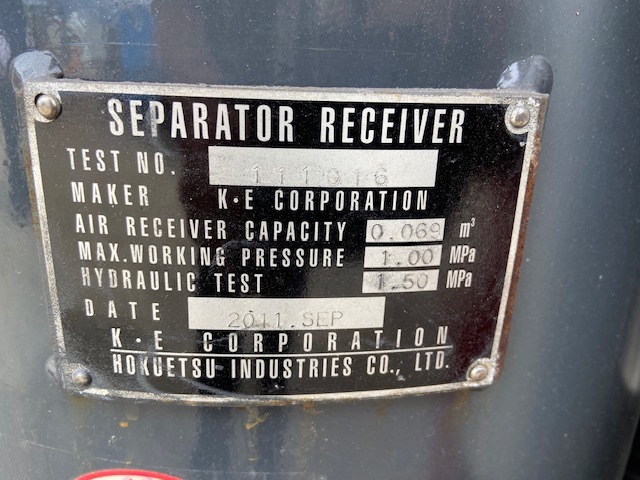 SEPARATOR RECEIVER
TEST NO. 111016
MAKER K·E CORPORATION
AIR RECEIVER CAPACITY 0.069 m³
MAX.WORKING PRESSURE 1.00 MPa
HYDRAULIC TEST 1.50 MPa
DATE 2011.SEP
K·E CORPORATION
HOKUETSU INDUSTRIES CO., LTD.